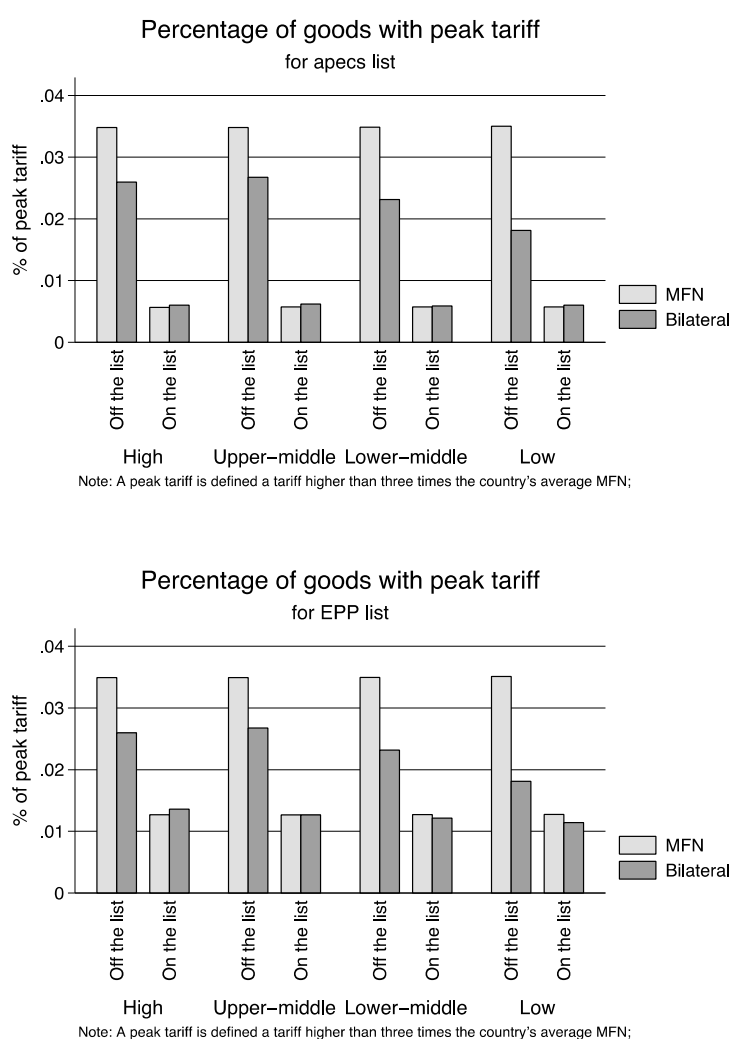 Percentage of goods with peak tariff
for apecs list
% of peak tariff
.04
.03
.02
.01
0
Off the list
On the list
Off the list
On the list
Off the list
On the list
Off the list
On the list
High
Upper−middle
Lower−middle
Low
MFN
Bilateral
Note: A peak tariff is defined a tariff higher than three times the country's average MFN;
Percentage of goods with peak tariff
for EPP list
% of peak tariff
.04
.03
.02
.01
0
Off the list
On the list
Off the list
On the list
Off the list
On the list
Off the list
On the list
High
Upper−middle
Lower−middle
Low
MFN
Bilateral
Note: A peak tariff is defined a tariff higher than three times the country's average MFN;